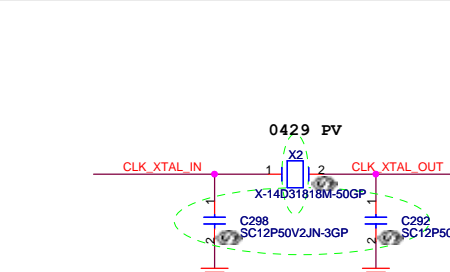 0429 PV
X2
CLK_XTAL_IN
1
2
CLK_XTAL_OUT
X-14D31818M-50GP
1
1
C298
SC12P50V2JN-3GP
2
C292
SC12P50
2